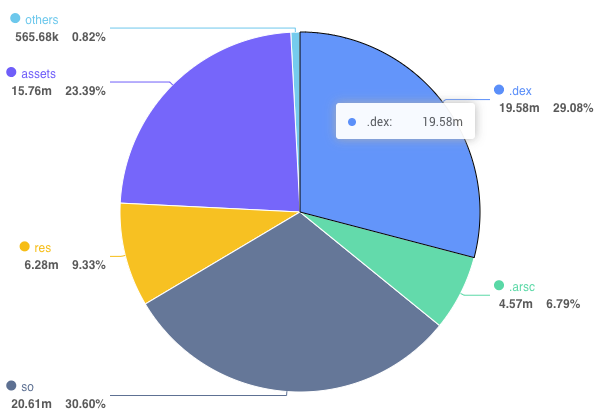 others
565.68k 0.82%
assets
15.76m 23.39%
.dex
19.58m 29.08%
.dex: 19.58m
res
6.28m 9.33%
.arsc
4.57m 6.79%
so
20.61m 30.60%